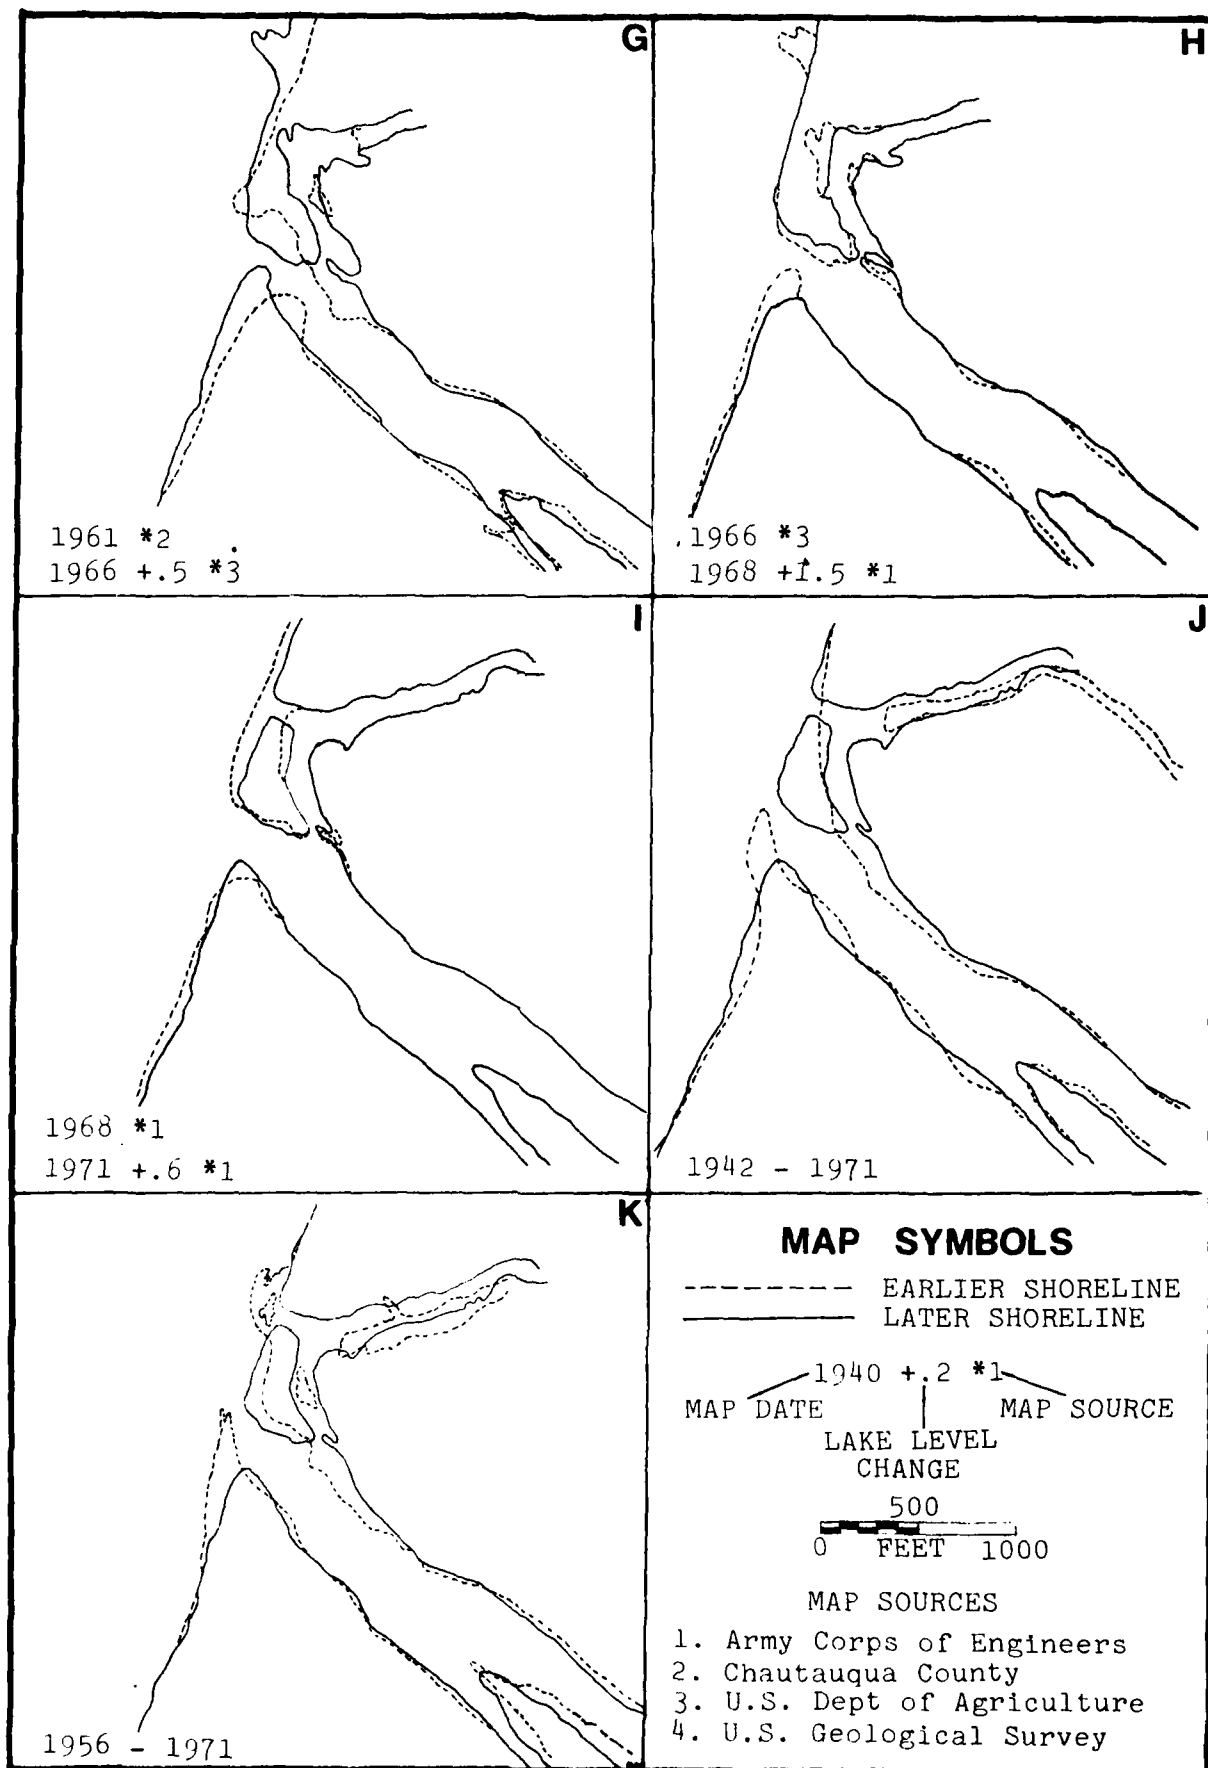 G
1961 *2
1966 +.5 *3
H
1966 *3
1968 +1.5 *1
I
1968 *1
1971 +.6 *1
J
1942 - 1971
K
1956 - 1971
MAP SYMBOLS
EARLIER SHORELINE
LATER SHORELINE
1940 +.2 *1
MAP DATE MAP SOURCE
LAKE LEVEL
CHANGE
500
0 FEET 1000
MAP SOURCES
1. Army Corps of Engineers
2. Chautauqua County
3. U.S. Dept of Agriculture
4. U.S. Geological Survey